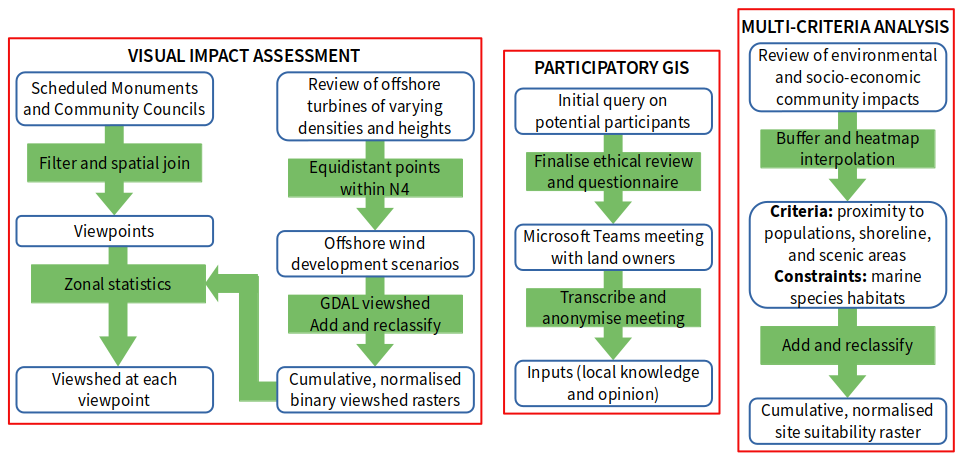 VISUAL IMPACT ASSESSMENT
Scheduled Monuments
and Community Councils
Filter and spatial join
Viewpoints
Zonal statistics
Viewshed at each
viewpoint
Review of offshore
turbines of varying
densities and heights
Equidistant points
within N4
Offshore wind
development scenarios
GDAL viewshed
Add and reclassify
Cumulative, normalised
binary viewshed rasters
PARTICIPATORY GIS
Initial query on
potential participants
Finalise ethical review
and questionnaire
Microsoft Teams meeting
with land owners
Transcribe and
anonymise meeting
Inputs (local knowledge
and opinion)
MULTI-CRITERIA ANALYSIS
Review of environmental
and socio-economic
community impacts
Buffer and heatmap
interpolation
Criteria: proximity to
populations, shoreline,
and scenic areas
Constraints: marine
species habitats
Add and reclassify
Cumulative, normalised
site suitability raster